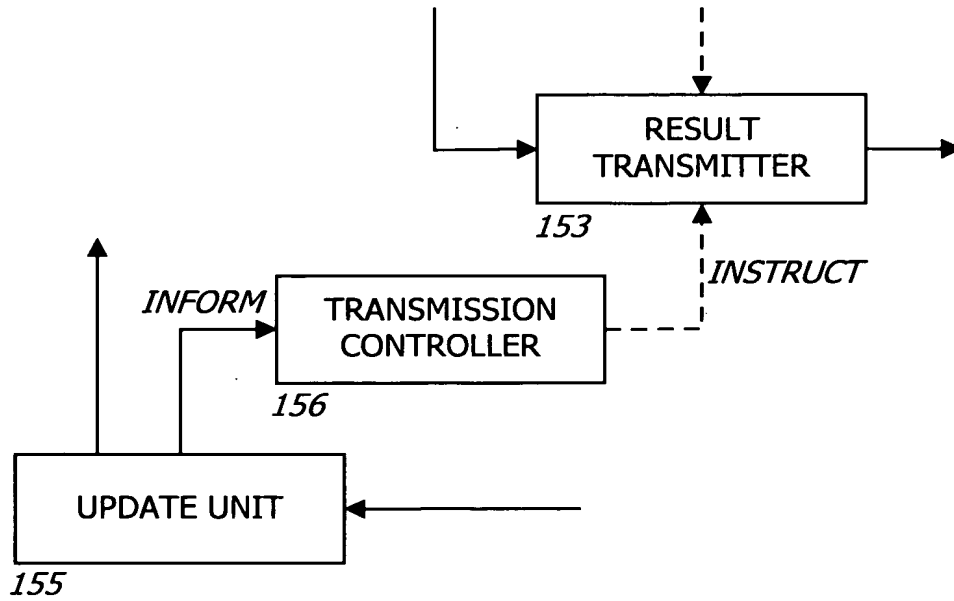 RESULT
TRANSMITTER
153
INSTRUCT
INFORM
TRANSMISSION
CONTROLLER
156
UPDATE UNIT
155